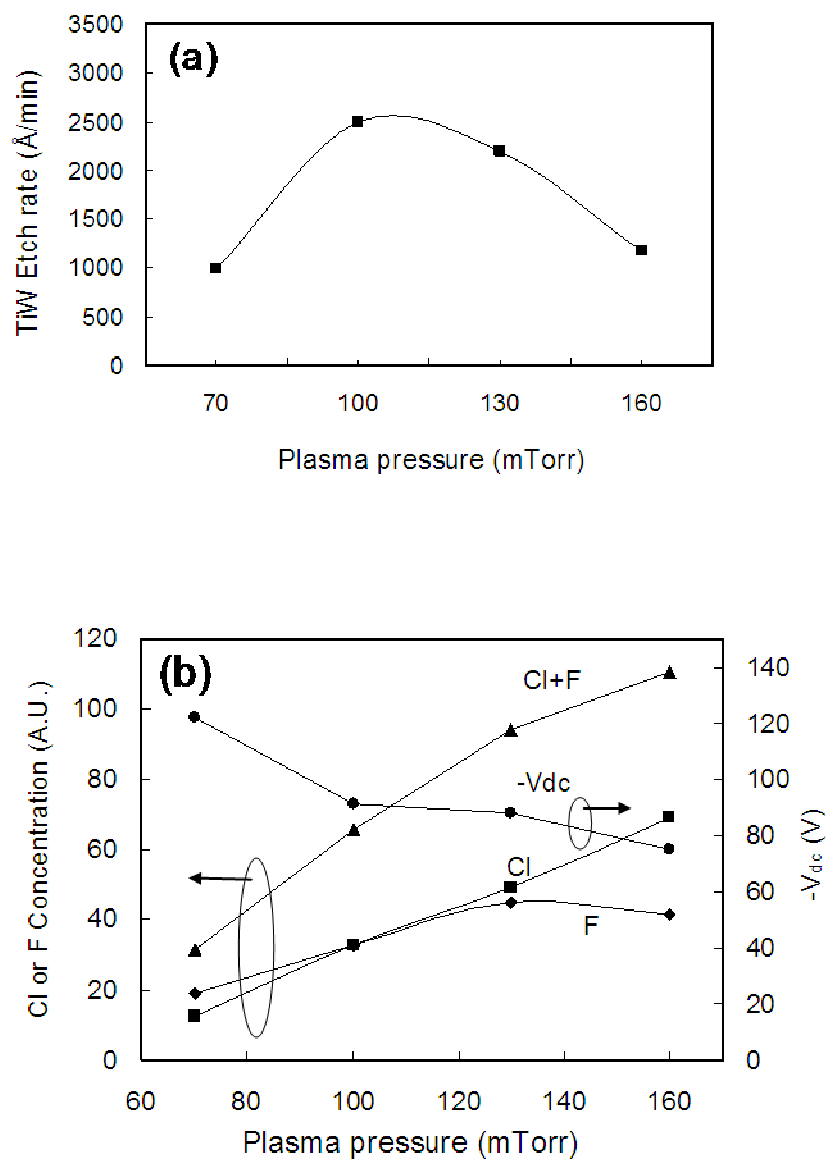 (a)
TiW Etch rate (Å/min)
3500
3000
2500
2000
1500
1000
500
0
70 100 130 160
Plasma pressure (mTorr)
(b)
Cl or F Concentration (A.U.)
120
100
80
60
40
20
0
Cl+F
-Vdc
Cl
F
140
120
100
80
60
40
20
0
-Vdc (V)
60 80 100 120 140 160
Plasma pressure (mTorr)